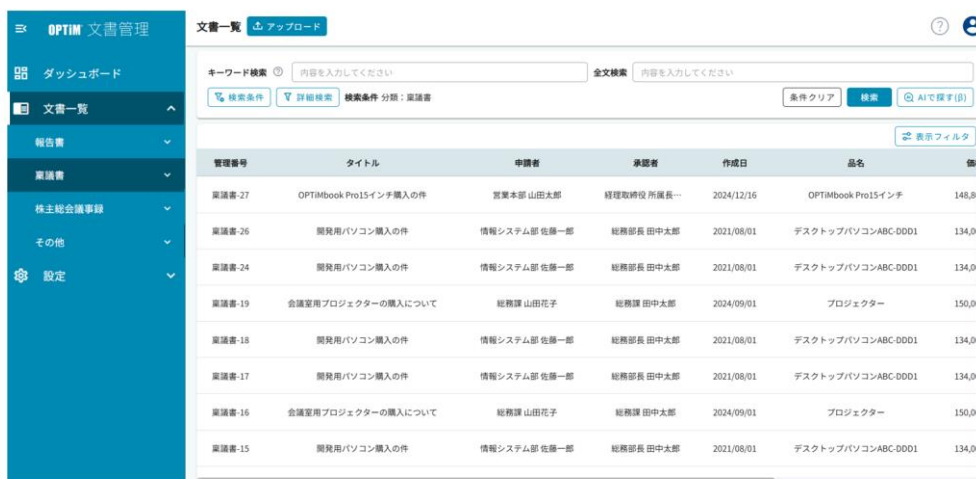 OPTiM 文書管理
ダッシュボード
文書一覧
報告書
稟議書
株主総会議事録
その他
設定
文書一覧 アップロード
キーワード検索 内容を入力してください 全文検索 内容を入力してください
検索条件 詳細検索 検索条件 分類：稟議書 条件クリア 検索 AIで探す(β)
表示フィルタ
管理番号 タイトル 申請者 承認者 作成日 品名
稟議書-27 OPTiMbook Pro15インチ購入の件 営業本部 山田太郎 経理取締役 所属長… 2024/12/16 OPTiMbook Pro15インチ 148,8
稟議書-26 開発用パソコン購入の件 情報システム部 佐藤一郎 総務部長 田中太郎 2021/08/01 デスクトップパソコンABC-DDD1 134,0
稟議書-24 開発用パソコン購入の件 情報システム部 佐藤一郎 総務部長 田中太郎 2021/08/01 デスクトップパソコンABC-DDD1 134,0
稟議書-19 会議室用プロジェクターの購入について 総務課 山田花子 総務課 田中太郎 2024/09/01 プロジェクター 150,0
稟議書-18 開発用パソコン購入の件 情報システム部 佐藤一郎 総務部長 田中太郎 2021/08/01 デスクトップパソコンABC-DDD1 134,0
稟議書-17 開発用パソコン購入の件 情報システム部 佐藤一郎 総務部長 田中太郎 2021/08/01 デスクトップパソコンABC-DDD1 134,0
稟議書-16 会議室用プロジェクターの購入について 総務課 山田花子 総務課 田中太郎 2024/09/01 プロジェクター 150,0
稟議書-15 開発用パソコン購入の件 情報システム部 佐藤一郎 総務部長 田中太郎 2021/08/01 デスクトップパソコンABC-DDD1 134,0